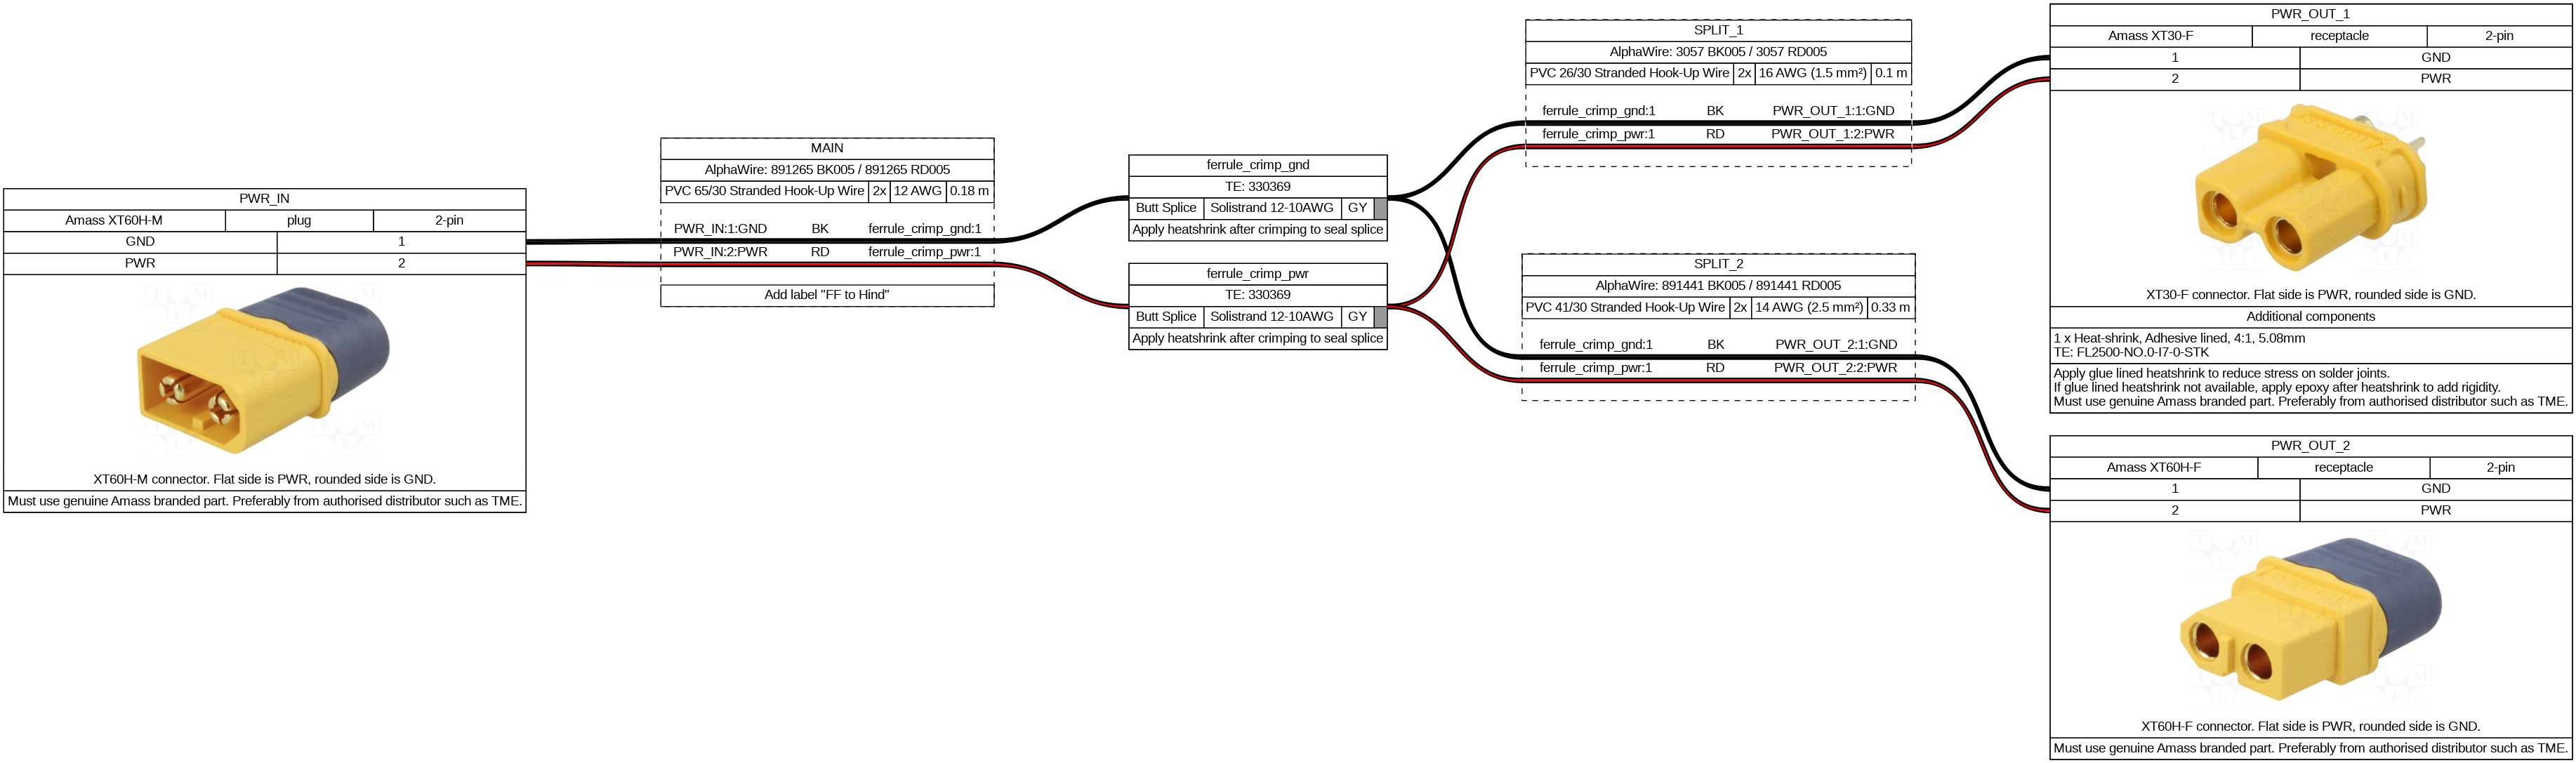 PWR_IN
Amass XT60H-M plug 2-pin
GND 1
PWR 2
XT60H-M connector. Flat side is PWR, rounded side is GND.
Must use genuine Amass branded part. Preferably from authorised distributor such as TME.
MAIN
AlphaWire: 891265 BK005 / 891265 RD005
PVC 65/30 Stranded Hook-Up Wire 2x 12 AWG 0.18 m
PWR_IN:1:GND BK ferrule_crimp_gnd:1
PWR_IN:2:PWR RD ferrule_crimp_pwr:1
Add label "FF to Hind"
ferrule_crimp_gnd
TE: 330369
Butt Splice Solistrand 12-10AWG GY
Apply heatshrink after crimping to seal splice
ferrule_crimp_pwr
TE: 330369
Butt Splice Solistrand 12-10AWG GY
Apply heatshrink after crimping to seal splice
SPLIT_1
AlphaWire: 3057 BK005 / 3057 RD005
PVC 26/30 Stranded Hook-Up Wire 2x 16 AWG (1.5 mm²) 0.1 m
ferrule_crimp_gnd:1 BK PWR_OUT_1:1:GND
ferrule_crimp_pwr:1 RD PWR_OUT_1:2:PWR
SPLIT_2
AlphaWire: 891441 BK005 / 891441 RD005
PVC 41/30 Stranded Hook-Up Wire 2x 14 AWG (2.5 mm²) 0.33 m
ferrule_crimp_gnd:1 BK PWR_OUT_2:1:GND
ferrule_crimp_pwr:1 RD PWR_OUT_2:2:PWR
PWR_OUT_1
Amass XT30-F receptacle 2-pin
1 GND
2 PWR
XT30-F connector. Flat side is PWR, rounded side is GND.
Additional components
1 x Heat-shrink, Adhesive lined, 4:1, 5.08mm
TE: FL2500-NO.0-I7-0-STK
Apply glue lined heatshrink to reduce stress on solder joints.
If glue lined heatshrink not available, apply epoxy after heatshrink to add rigidity.
Must use genuine Amass branded part. Preferably from authorised distributor such as TME.
PWR_OUT_2
Amass XT60H-F receptacle 2-pin
1 GND
2 PWR
XT60H-F connector. Flat side is PWR, rounded side is GND.
Must use genuine Amass branded part. Preferably from authorised distributor such as TME.